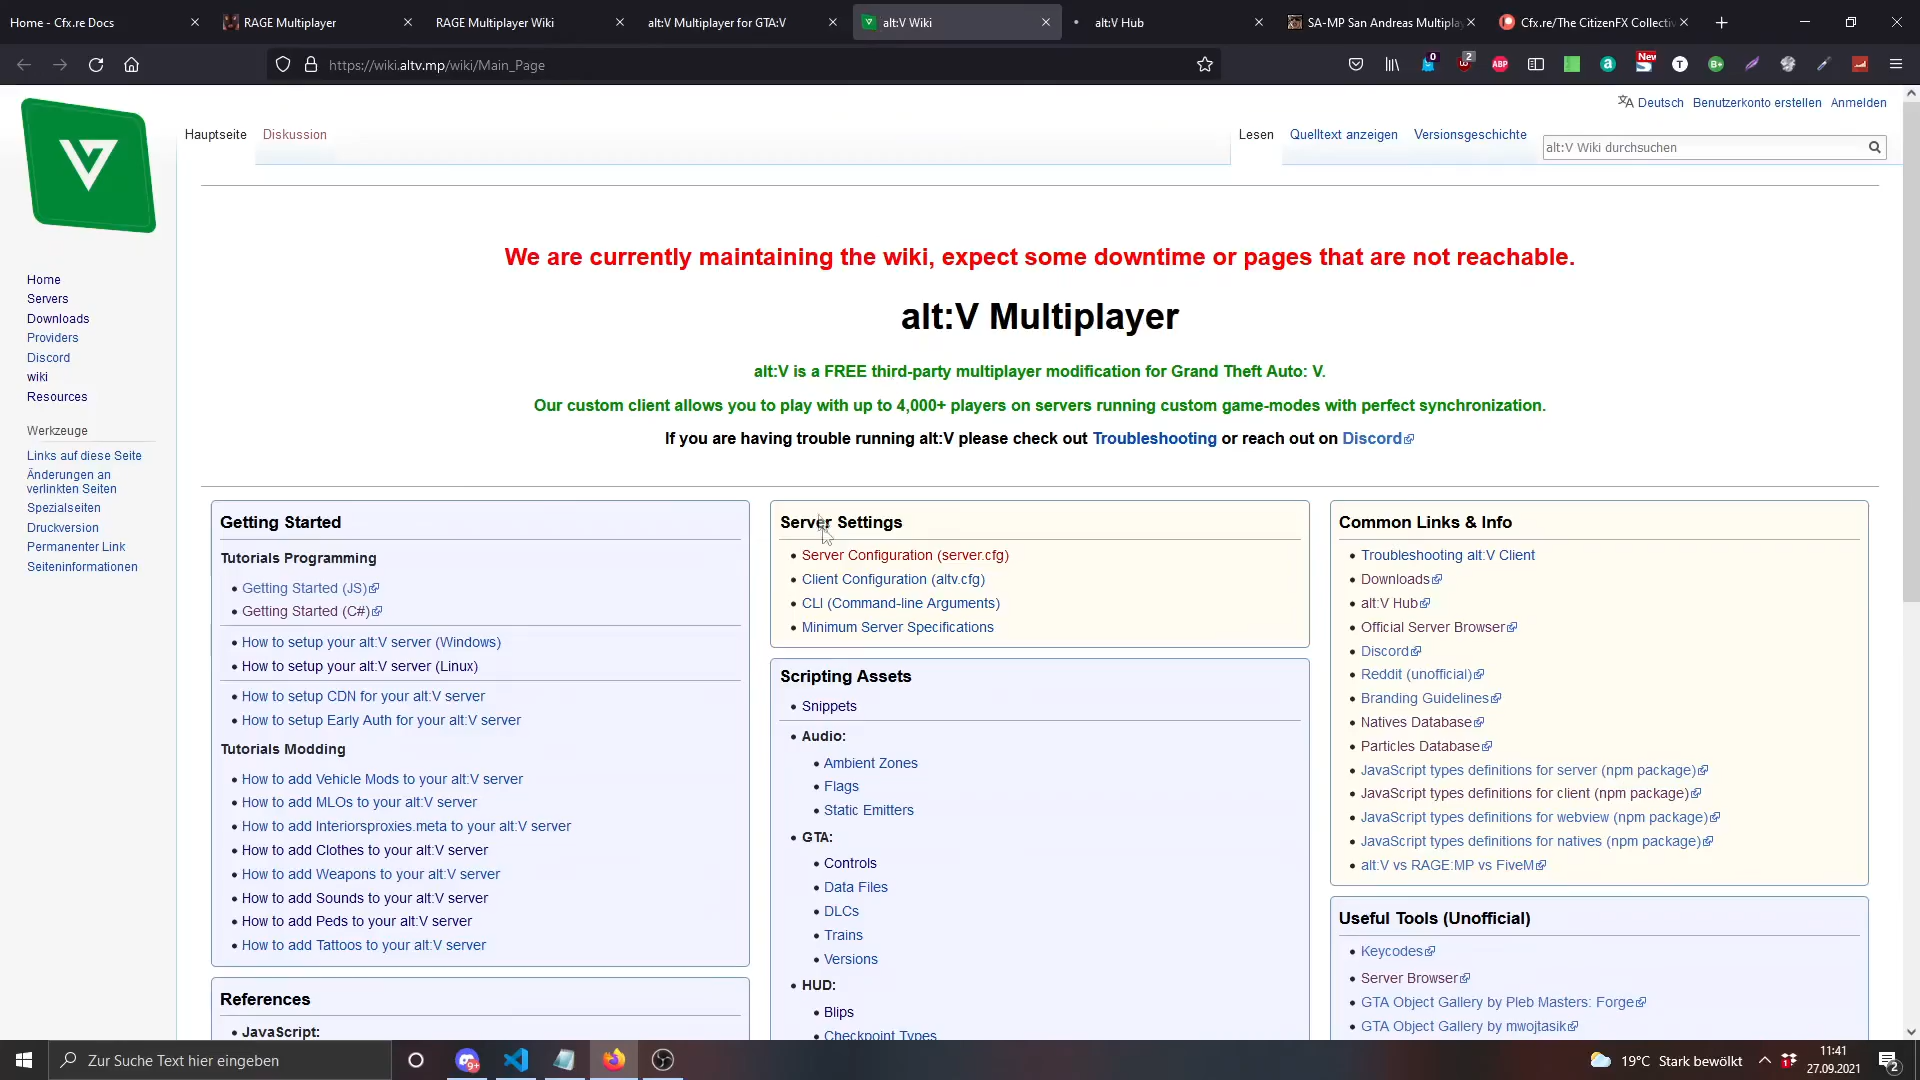 Home - Cfx.re Docs
RAGE Multiplayer
RAGE Multiplayer Wiki
alt:V Multiplayer for GTA:V
alt:V Wiki
alt:V Hub
SA-MP San Andreas Multipla
Cfx.re/The CitizenFX Collecti
https://wiki.altv.mp/wiki/Main_Page
0
2
ABP
New
Deutsch
Benutzerkonto erstellen
Anmelden
Hauptseite
Diskussion
Lesen
Quelltext anzeigen
Versionsgeschichte
alt:V Wiki durchsuchen
Home
Servers
Downloads
Providers
Discord
wiki
Resources
Werkzeuge
Links auf diese Seite
Änderungen an
verlinkten Seiten
Spezialseiten
Druckversion
Permanenter Link
Seiteninformationen
We are currently maintaining the wiki, expect some downtime or pages that are not reachable.
alt:V Multiplayer
alt:V is a FREE third-party multiplayer modification for Grand Theft Auto: V.
Our custom client allows you to play with up to 4,000+ players on servers running custom game-modes with perfect synchronization.
If you are having trouble running alt:V please check out Troubleshooting or reach out on Discord
Getting Started
Tutorials Programming
Getting Started (JS)
Getting Started (C#)
How to setup your alt:V server (Windows)
How to setup your alt:V server (Linux)
How to setup CDN for your alt:V server
How to setup Early Auth for your alt:V server
Tutorials Modding
How to add Vehicle Mods to your alt:V server
How to add MLOs to your alt:V server
How to add Interiorsproxies.meta to your alt:V server
How to add Clothes to your alt:V server
How to add Weapons to your alt:V server
How to add Sounds to your alt:V server
How to add Peds to your alt:V server
How to add Tattoos to your alt:V server
References
JavaScript:
Server Settings
Server Configuration (server.cfg)
Client Configuration (altv.cfg)
CLI (Command-line Arguments)
Minimum Server Specifications
Scripting Assets
Snippets
Audio:
Ambient Zones
Flags
Static Emitters
GTA:
Controls
Data Files
DLCs
Trains
Versions
HUD:
Blips
Checkpoint Types
Common Links & Info
Troubleshooting alt:V Client
Downloads
alt:V Hub
Official Server Browser
Discord
Reddit (unofficial)
Branding Guidelines
Natives Database
Particles Database
JavaScript types definitions for server (npm package)
JavaScript types definitions for client (npm package)
JavaScript types definitions for webview (npm package)
JavaScript types definitions for natives (npm package)
alt:V vs RAGE:MP vs FiveM
Useful Tools (Unofficial)
Keycodes
Server Browser
GTA Object Gallery by Pleb Masters: Forge
GTA Object Gallery by mwojtasik
Zur Suche Text hier eingeben
9+
19°C Stark bewölkt
11:41
27.09.2021
2